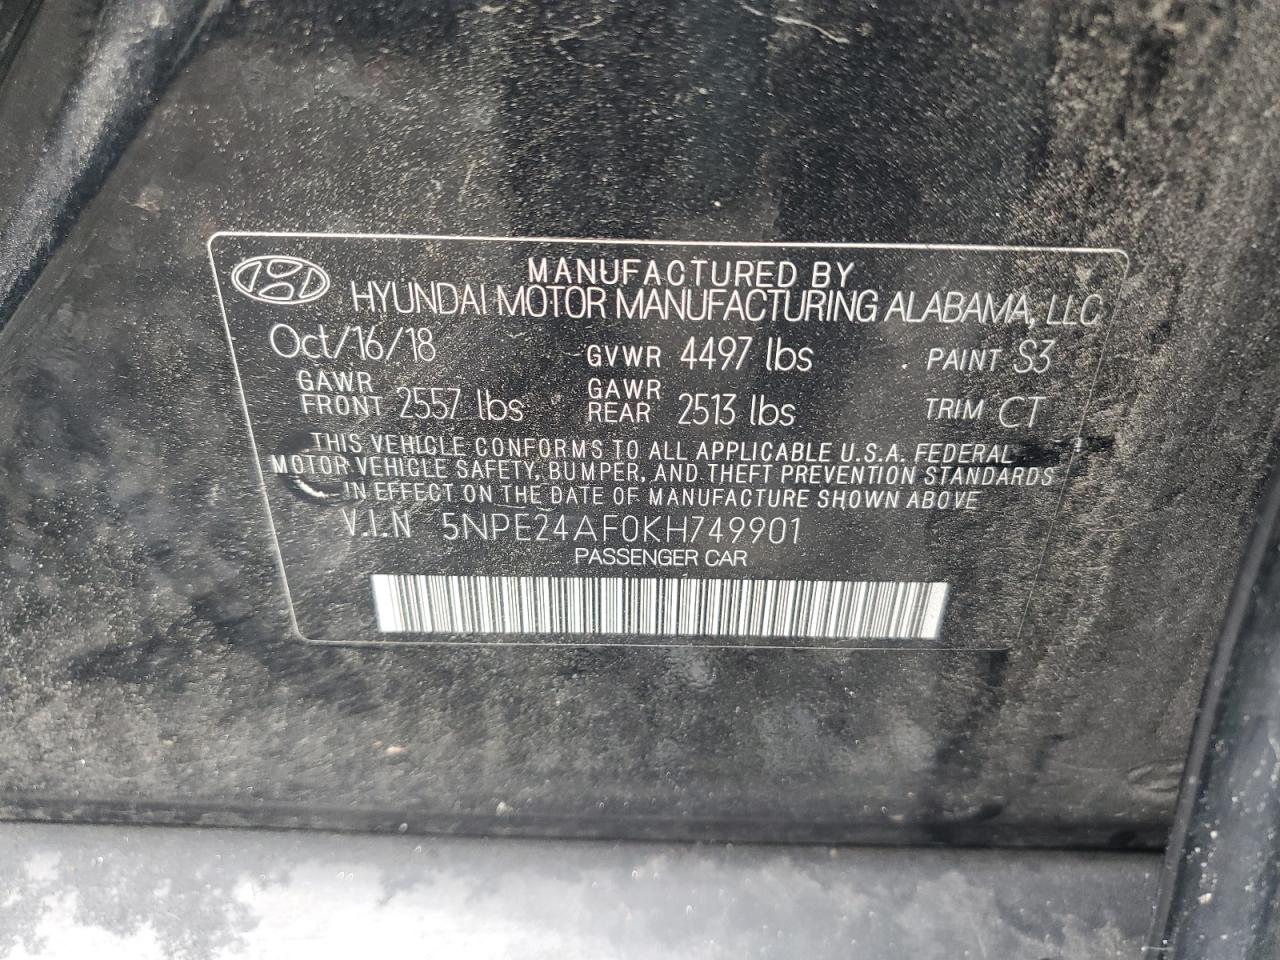 MANUFACTURED BY
HYUNDAI MOTOR MANUFACTURING ALABAMA, LLC
Oct/16/18 GVWR 4497 lbs PAINT S3
GAWR FRONT 2557 lbs GAWR REAR 2513 lbs TRIM CT
THIS VEHICLE CONFORMS TO ALL APPLICABLE U.S.A. FEDERAL
MOTOR VEHICLE SAFETY, BUMPER, AND THEFT PREVENTION STANDARDS
IN EFFECT ON THE DATE OF MANUFACTURE SHOWN ABOVE
V.I.N 5NPE24AF0KH749901
PASSENGER CAR